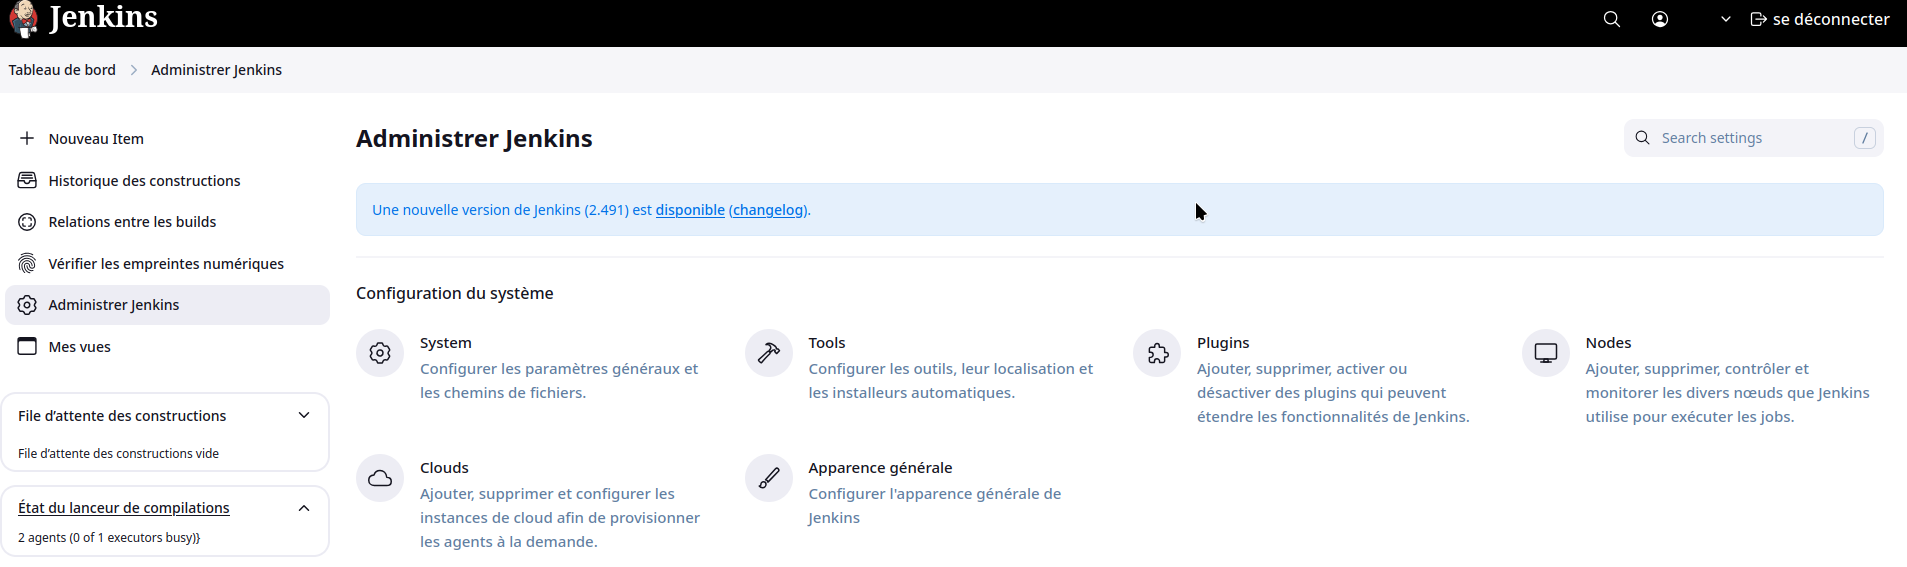 Jenkins
se déconnecter
Tableau de bord
Administrer Jenkins
Nouveau Item
Historique des constructions
Relations entre les builds
Vérifier les empreintes numériques
Administrer Jenkins
Mes vues
File d’attente des constructions
File d’attente des constructions vide
État du lanceur de compilations
2 agents (0 of 1 executors busy)}
Administrer Jenkins
Search settings
/
Une nouvelle version de Jenkins (2.491) est disponible (changelog).
Configuration du système
System
Configurer les paramètres généraux et
les chemins de fichiers.
Tools
Configurer les outils, leur localisation et
les installeurs automatiques.
Plugins
Ajouter, supprimer, activer ou
désactiver des plugins qui peuvent
étendre les fonctionnalités de Jenkins.
Nodes
Ajouter, supprimer, contrôler et
monitorer les divers nœuds que Jenkins
utilise pour exécuter les jobs.
Clouds
Ajouter, supprimer et configurer les
instances de cloud afin de provisionner
les agents à la demande.
Apparence générale
Configurer l'apparence générale de
Jenkins